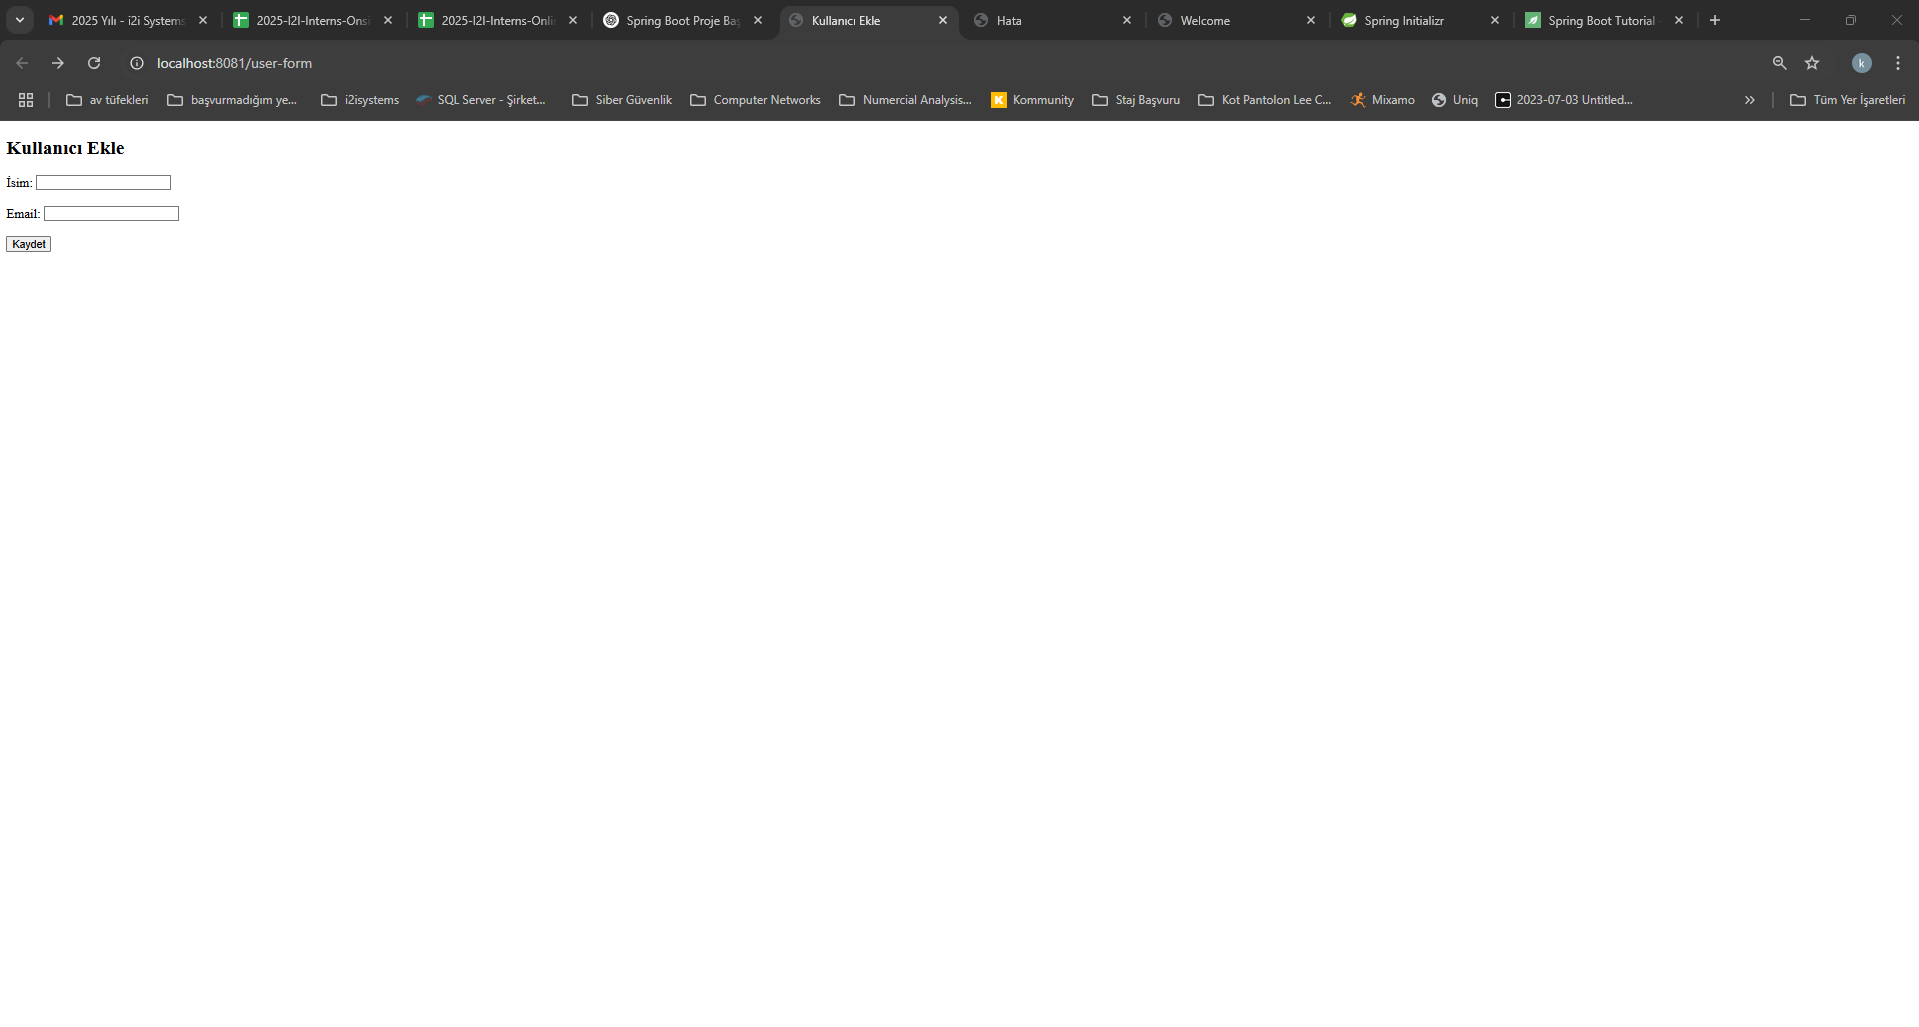 2025 Yılı - i2i Systems
2025-I2I-Interns-Onsi
2025-I2I-Interns-Onlin
Spring Boot Proje Baş
Kullanıcı Ekle
Hata
Welcome
Spring Initializr
Spring Boot Tutorial -
localhost:8081/user-form
k
av tüfekleri
başvurmadığım ye...
i2isystems
SQL Server - Şirket...
Siber Güvenlik
Computer Networks
Numercial Analysis...
K Kommunity
Staj Başvuru
Kot Pantolon Lee C...
Mixamo
Uniq
2023-07-03 Untitled...
Tüm Yer İşaretleri
Kullanıcı Ekle
İsim:
Email:
Kaydet